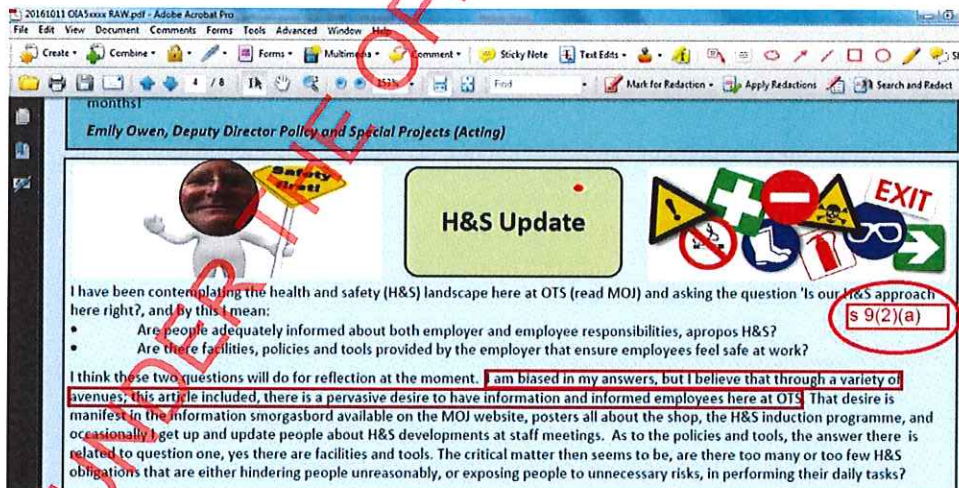 20161011 OIA5xxxx RAW.pdf - Adobe Acrobat Pro
File Edit View Document Comments Forms Tools Advanced Window Help
Create Combine Forms Multimedia Comment Sticky Note Text Edits
4 / 8 Find Mark for Redaction Apply Redactions Search and Redact
months!
Emily Owen, Deputy Director Policy and Special Projects (Acting)
Safety
Brat!
H&S Update
EXIT
I have been contemplating the health and safety (H&S) landscape here at OTS (read MOJ) and asking the question 'Is our H&S approach
here right?, and By this I mean:
s 9(2)(a)
• Are people adequately informed about both employer and employee responsibilities, apropos H&S?
• Are there facilities, policies and tools provided by the employer that ensure employees feel safe at work?
I think these two questions will do for reflection at the moment. I am biased in my answers, but I believe that through a variety of
avenues, this article included, there is a pervasive desire to have information and informed employees here at OTS. That desire is
manifest in the information smorgasbord available on the MOJ website, posters all about the shop, the H&S induction programme, and
occasionally I get up and update people about H&S developments at staff meetings. As to the policies and tools, the answer there is
related to question one, yes there are facilities and tools. The critical matter then seems to be, are there too many or too few H&S
obligations that are either hindering people unreasonably, or exposing people to unnecessary risks, in performing their daily tasks?
UNDER THE OF